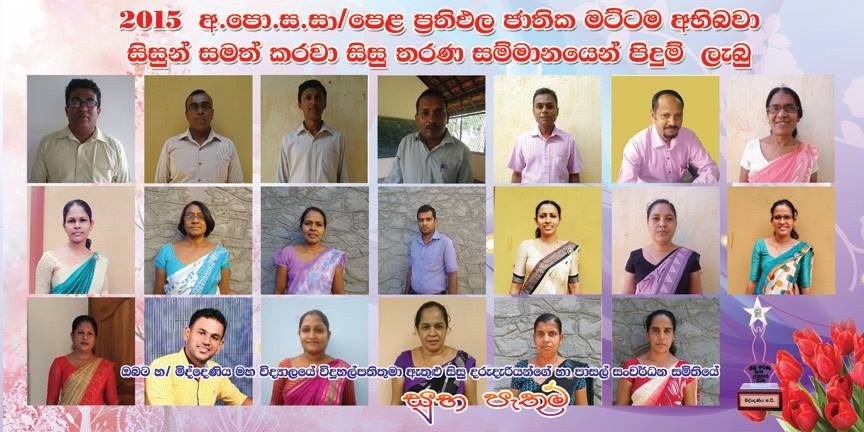 2015 අ.පො.ස.සා/පෙළ ප්‍රතිඵල ජාතික මට්ටම අභිබවා
සිසුන් සමත් කරවා සිසු තරණ සම්මානයෙන් පිදුම් ලැබූ
ඔබට හ/ මිද්දෙණිය මහ විද්‍යාලයේ විදුහල්පතිතුමා ඇතුළු සිසු දරුදැරියන්ගේ හා පාසල් සංවර්ධන සමිතියේ
සුභ පැතුම්